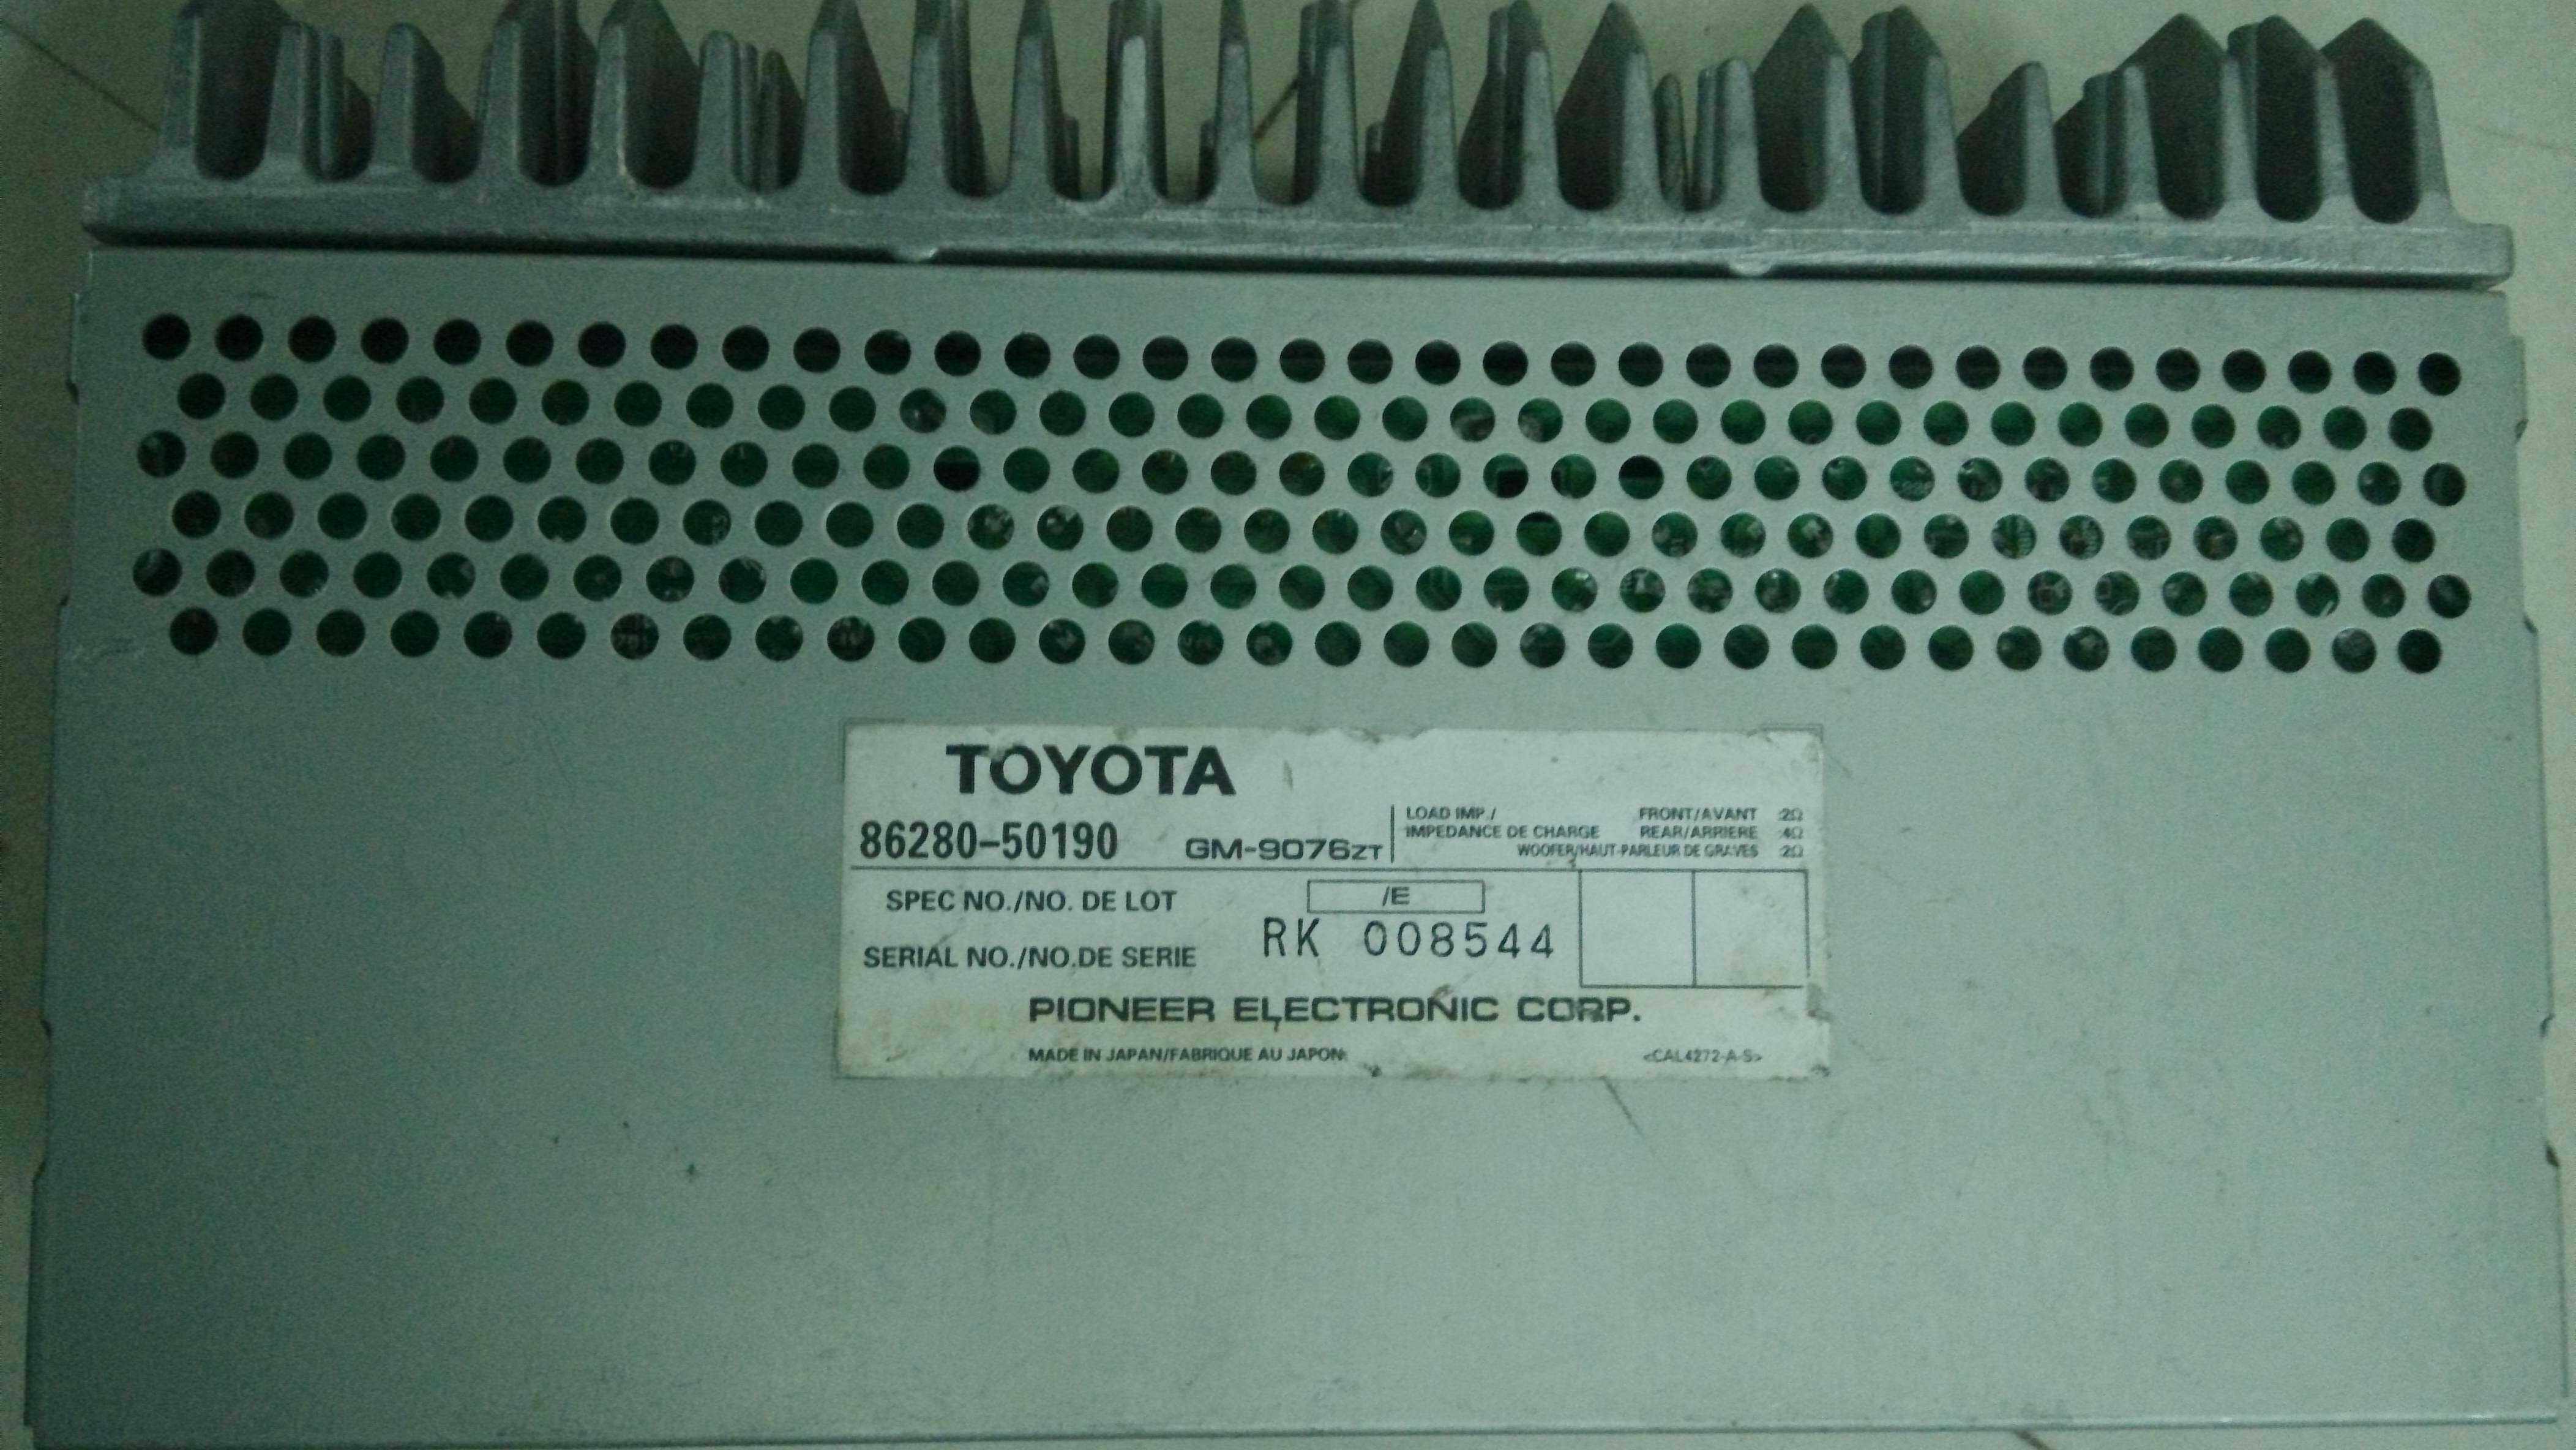 TOYOTA
86280-50190 GM-9076ZT
LOAD IMP./ FRONT/AVANT :2Ω
IMPEDANCE DE CHARGE REAR/ARRIERE :4Ω
WOOFER/HAUT-PARLEUR DE GRAVES :2Ω
SPEC NO./NO. DE LOT /E
SERIAL NO./NO.DE SERIE RK 008544
PIONEER ELECTRONIC CORP.
MADE IN JAPAN/FABRIQUE AU JAPON
<CAL4272-A-S>